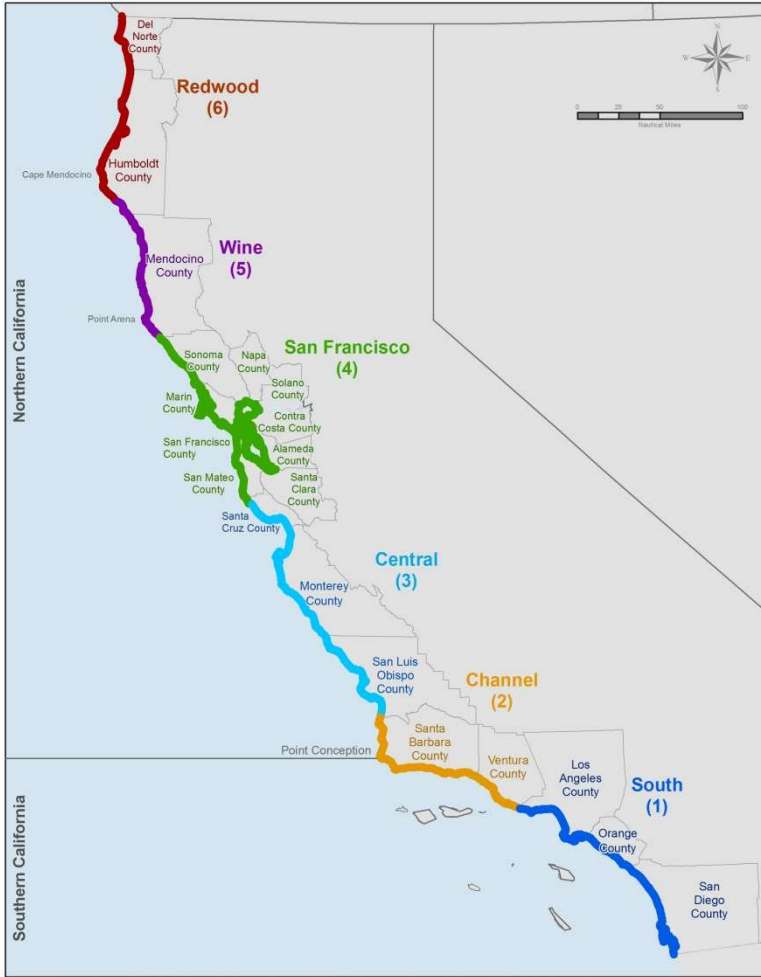 Del
Norte
County
N
W
E
S
Redwood
(6)
0
25
50
100
Nautical Miles
Humboldt
County
Cape Mendocino
Wine
(5)
Mendocino
County
Point Arena
Northern California
San Francisco
(4)
Sonoma
County
Napa
County
Solano
County
Marin
County
Contra
Costa County
San Francisco
County
Alameda
County
San Mateo
County
Santa
Clara
County
Santa
Cruz County
Central
(3)
Monterey
County
San Luis
Obispo
County
Channel
(2)
Santa
Barbara
County
Point Conception
Ventura
County
Los
Angeles
County
South
(1)
Orange
County
San
Diego
County
Southern California